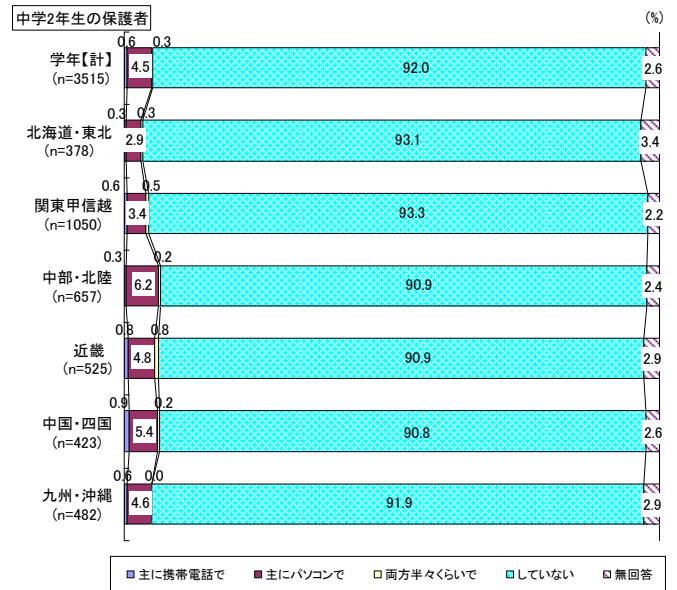 中学2年生の保護者
(%)
0.6 0.3
学年【計】
(n=3515)
4.5 92.0 2.6
0.3 0.3
北海道・東北
(n=378)
2.9 93.1 3.4
0.6 0.5
関東甲信越
(n=1050)
3.4 93.3 2.2
0.3 0.2
中部・北陸
(n=657)
6.2 90.9 2.4
0.8 0.8
近畿
(n=525)
4.8 90.9 2.9
0.9 0.2
中国・四国
(n=423)
5.4 90.8 2.6
0.6 0.0
九州・沖縄
(n=482)
4.6 91.9 2.9
主に携帯電話で 主にパソコンで 両方半々くらいで していない 無回答